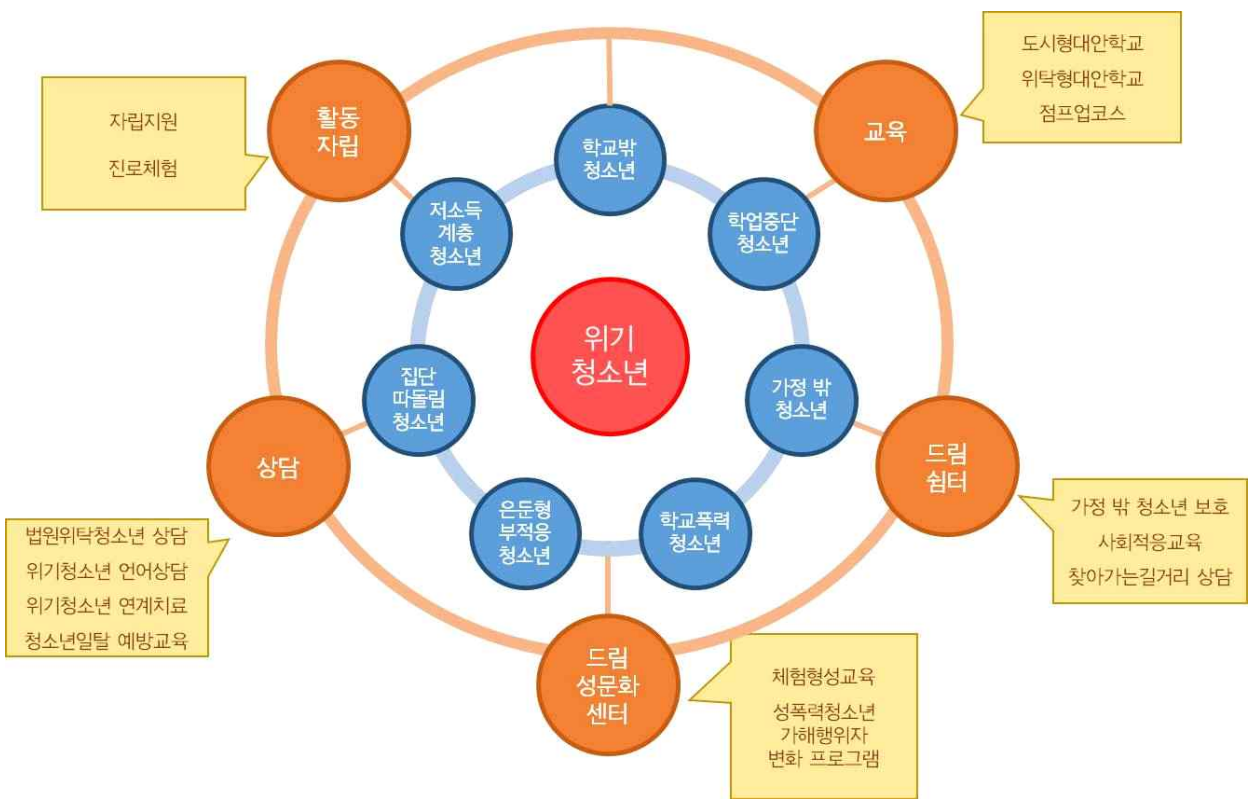 도시형대안학교
위탁형대안학교
점프업코스
자립지원
진로체험
활동
자립
교육
학교밖
청소년
저소득
계층
청소년
학업중단
청소년
위기
청소년
집단
따돌림
청소년
가정 밖
청소년
상담
드림
쉼터
은둔형
부적응
청소년
학교폭력
청소년
가정 밖 청소년 보호
사회적응교육
찾아가는길거리 상담
법원위탁청소년 상담
위기청소년 언어상담
위기청소년 연계치료
청소년일탈 예방교육
드림
성문화
센터
체험형성교육
성폭력청소년
가해행위자
변화 프로그램